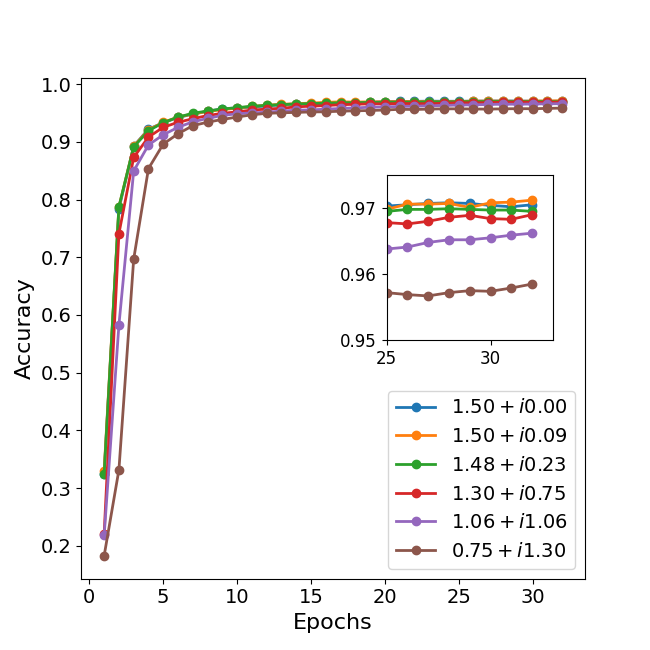 1.0
0.9
0.8
0.7
0.6
0.5
0.4
0.3
0.2
Accuracy
0.97
0.96
0.95
25 30
1.50 + i0.00
1.50 + i0.09
1.48 + i0.23
1.30 + i0.75
1.06 + i1.06
0.75 + i1.30
0 5 10 15 20 25 30
Epochs